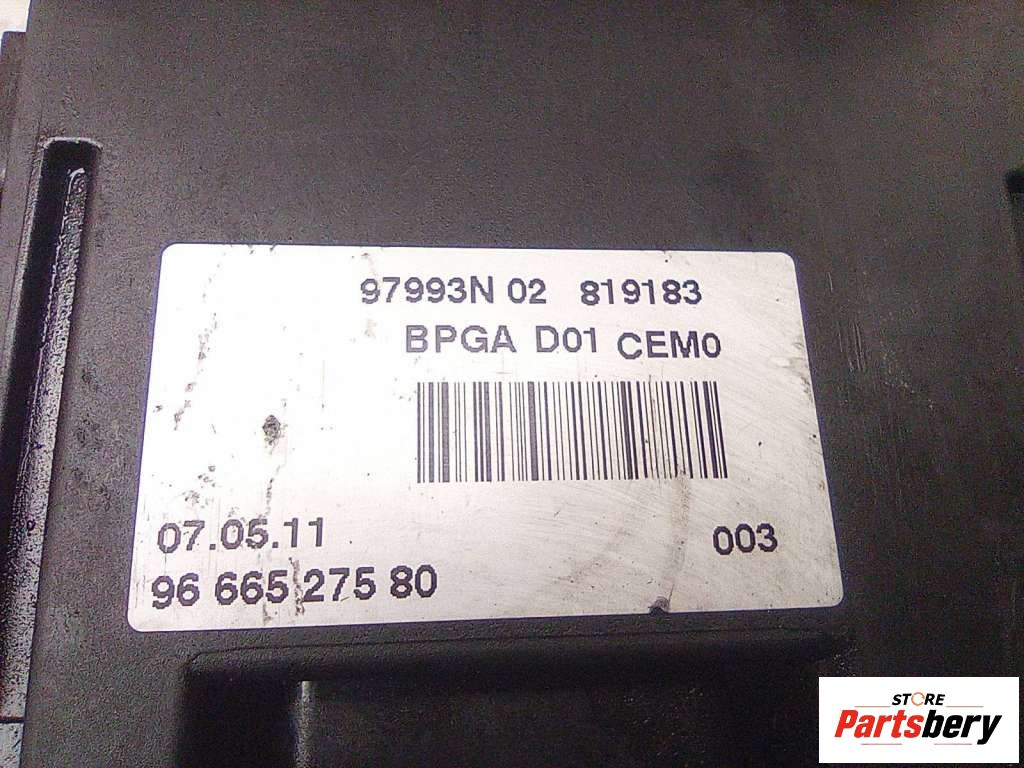 97993N 02 819183
BPGA D01 CEM0
07.05.11
003
96 665 275 80
STORE
Partsbery